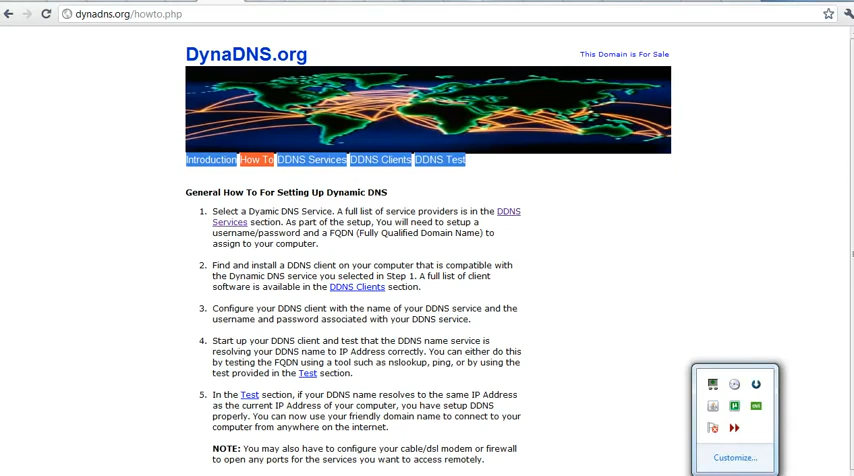 dynadns.org/howto.php
DynaDNS.org
This Domain is For Sale
Introduction How To DDNS Services DDNS Clients DDNS Test
General How To For Setting Up Dynamic DNS
1. Select a Dyamic DNS Service. A full list of service providers is in the DDNS
Services section. As part of the setup, You will need to setup a
username/password and a FQDN (Fully Qualified Domain Name) to
assign to your computer.
2. Find and install a DDNS client on your computer that is compatible with
the Dynamic DNS service you selected in Step 1. A full list of client
software is available in the DDNS Clients section.
3. Configure your DDNS client with the name of your DDNS service and the
username and password associated with your DDNS service.
4. Start up your DDNS client and test that the DDNS name service is
resolving your DDNS name to IP Address correctly. You can either do this
by testing the FQDN using a tool such as nslookup, ping, or by using the
test provided in the Test section.
5. In the Test section, if your DDNS name resolves to the same IP Address
as the current IP Address of your computer, you have setup DDNS
properly. You can now use your friendly domain name to connect to your
computer from anywhere on the internet.
NOTE: You may also have to configure your cable/dsl modem or firewall
to open any ports for the services you want to access remotely.
Customize...